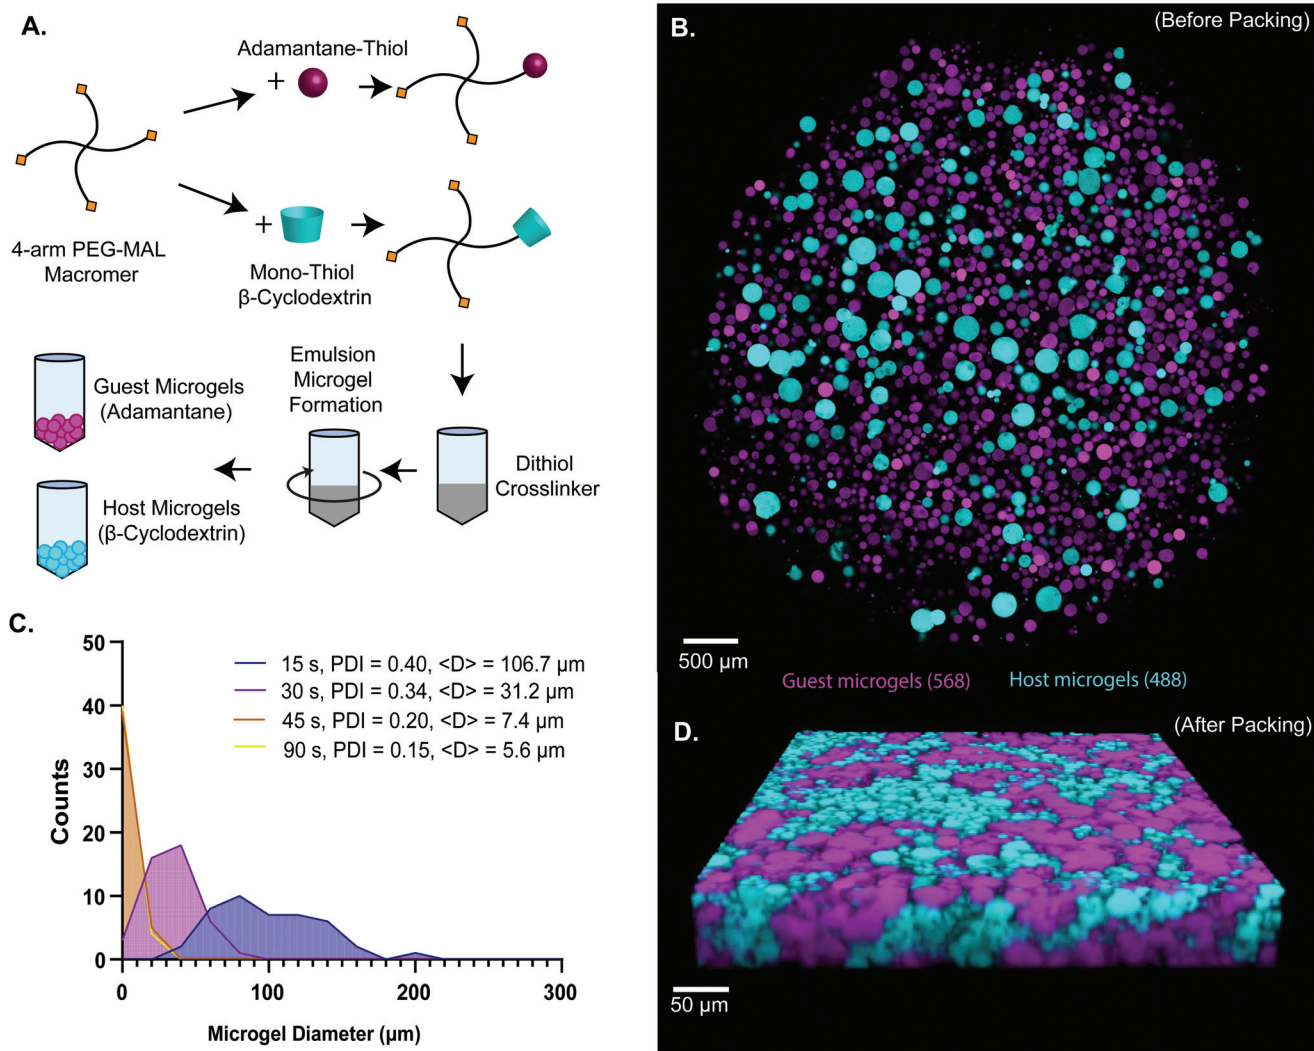 A.
Adamantane-Thiol
+
4-arm PEG-MAL
Macromer
+
Mono-Thiol
β-Cyclodextrin
Emulsion
Microgel
Formation
Guest Microgels
(Adamantane)
Dithiol
Crosslinker
Host Microgels
(β-Cyclodextrin)
B.
(Before Packing)
500 µm
Guest microgels (568)
Host microgels (488)
C.
50
40
30
20
10
0
Counts
15 s, PDI = 0.40, <D> = 106.7 µm
30 s, PDI = 0.34, <D> = 31.2 µm
45 s, PDI = 0.20, <D> = 7.4 µm
90 s, PDI = 0.15, <D> = 5.6 µm
0
100
200
300
Microgel Diameter (µm)
D.
(After Packing)
50 µm